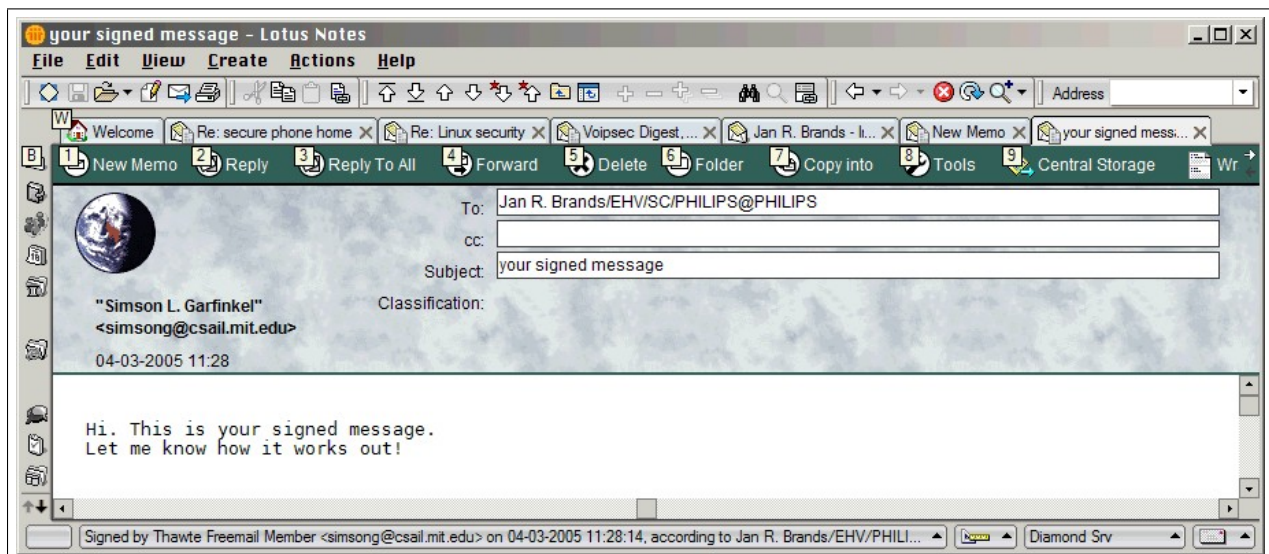 your signed message - Lotus Notes
File Edit View Create Actions Help
Address
W Welcome Re: secure phone home Re: Linux security Voipsec Digest, ... Jan R. Brands - I... New Memo your signed messa...
B 1 New Memo 2 Reply 3 Reply To All 4 Forward 5 Delete 6 Folder 7 Copy into 8 Tools 9 Central Storage Wr
To: Jan R. Brands/EHV/SC/PHILIPS@PHILIPS
cc:
Subject: your signed message
"Simson L. Garfinkel"
<simsong@csail.mit.edu>
Classification:
04-03-2005 11:28
Hi. This is your signed message.
Let me know how it works out!
Signed by Thawte Freemail Member <simsong@csail.mit.edu> on 04-03-2005 11:28:14, according to Jan R. Brands/EHV/PHILI... Diamond Srv